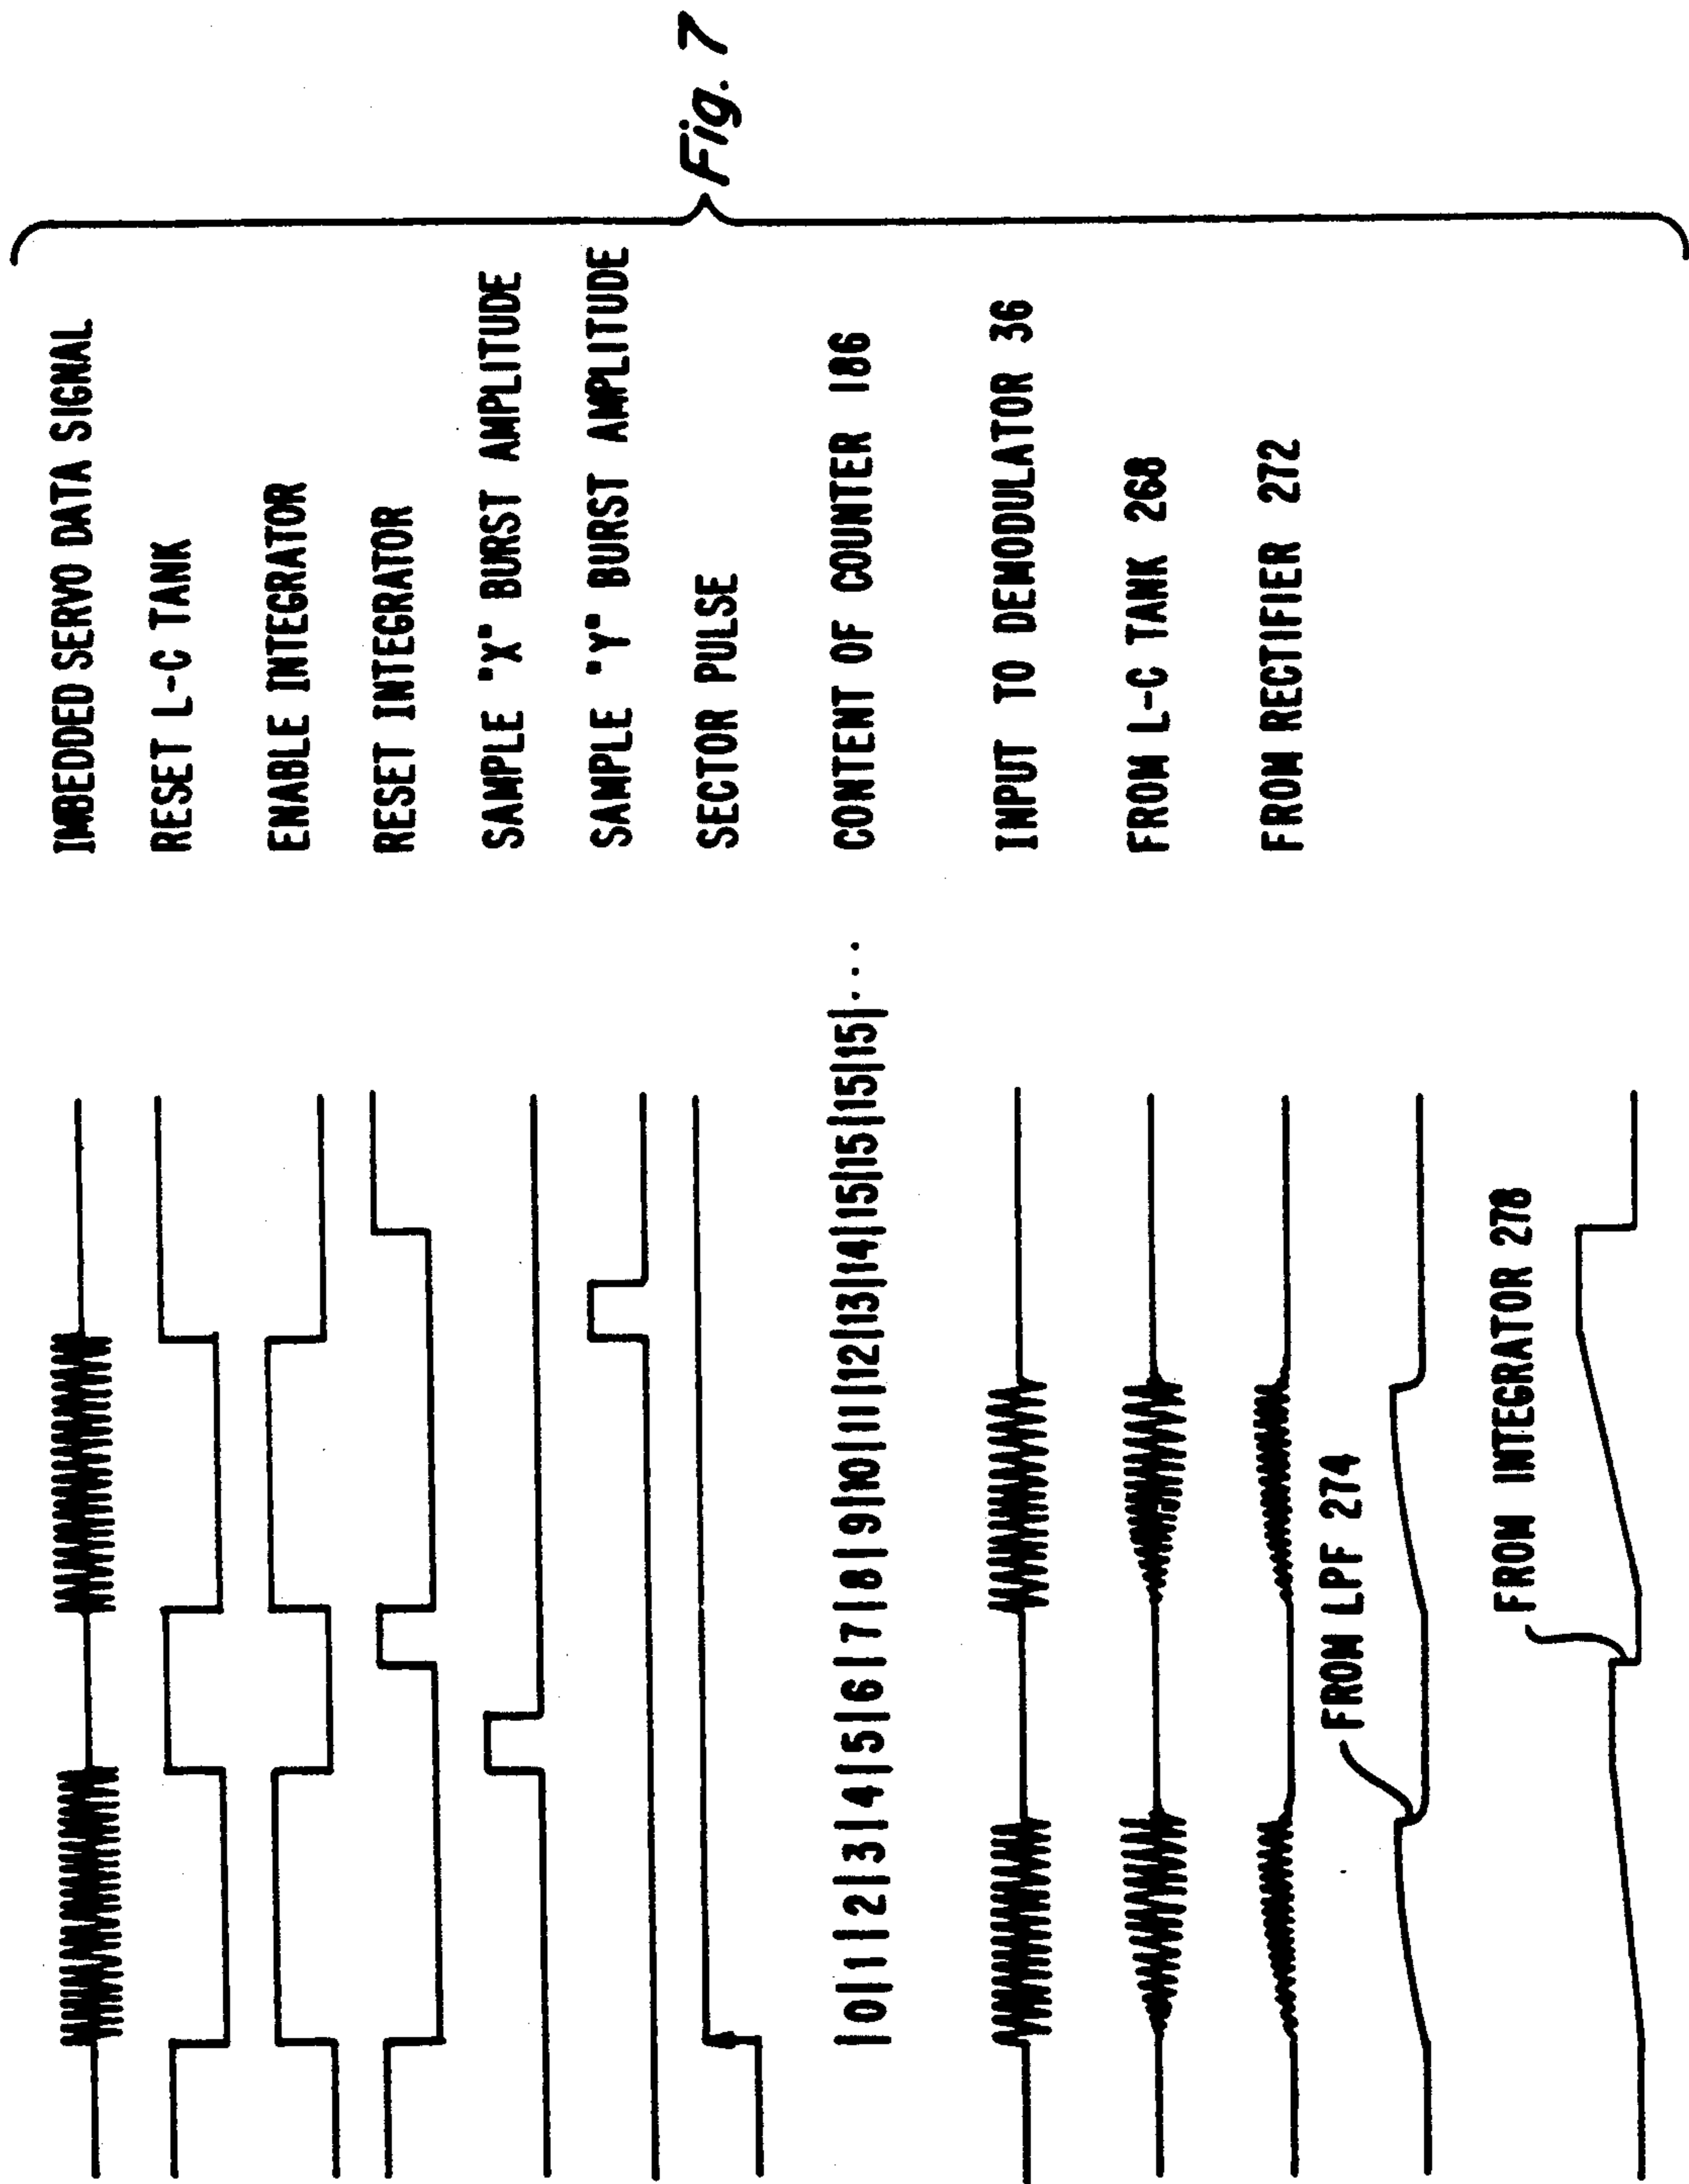 IMBEDDED SERVO DATA SIGNAL
RESET L-C TANK
ENABLE INTEGRATOR
RESET INTEGRATOR
SAMPLE "X" BURST AMPLITUDE
SAMPLE "Y" BURST AMPLITUDE
SECTOR PULSE
|0|1|2|3|4|5|6|7|8|9|10|11|12|13|14|15|15|15|15|...
CONTENT OF COUNTER 186
INPUT TO DEMODULATOR 36
FROM L-C TANK 268
FROM RECTIFIER 272
FROM LPF 274
FROM INTEGRATOR 278
Fig. 7